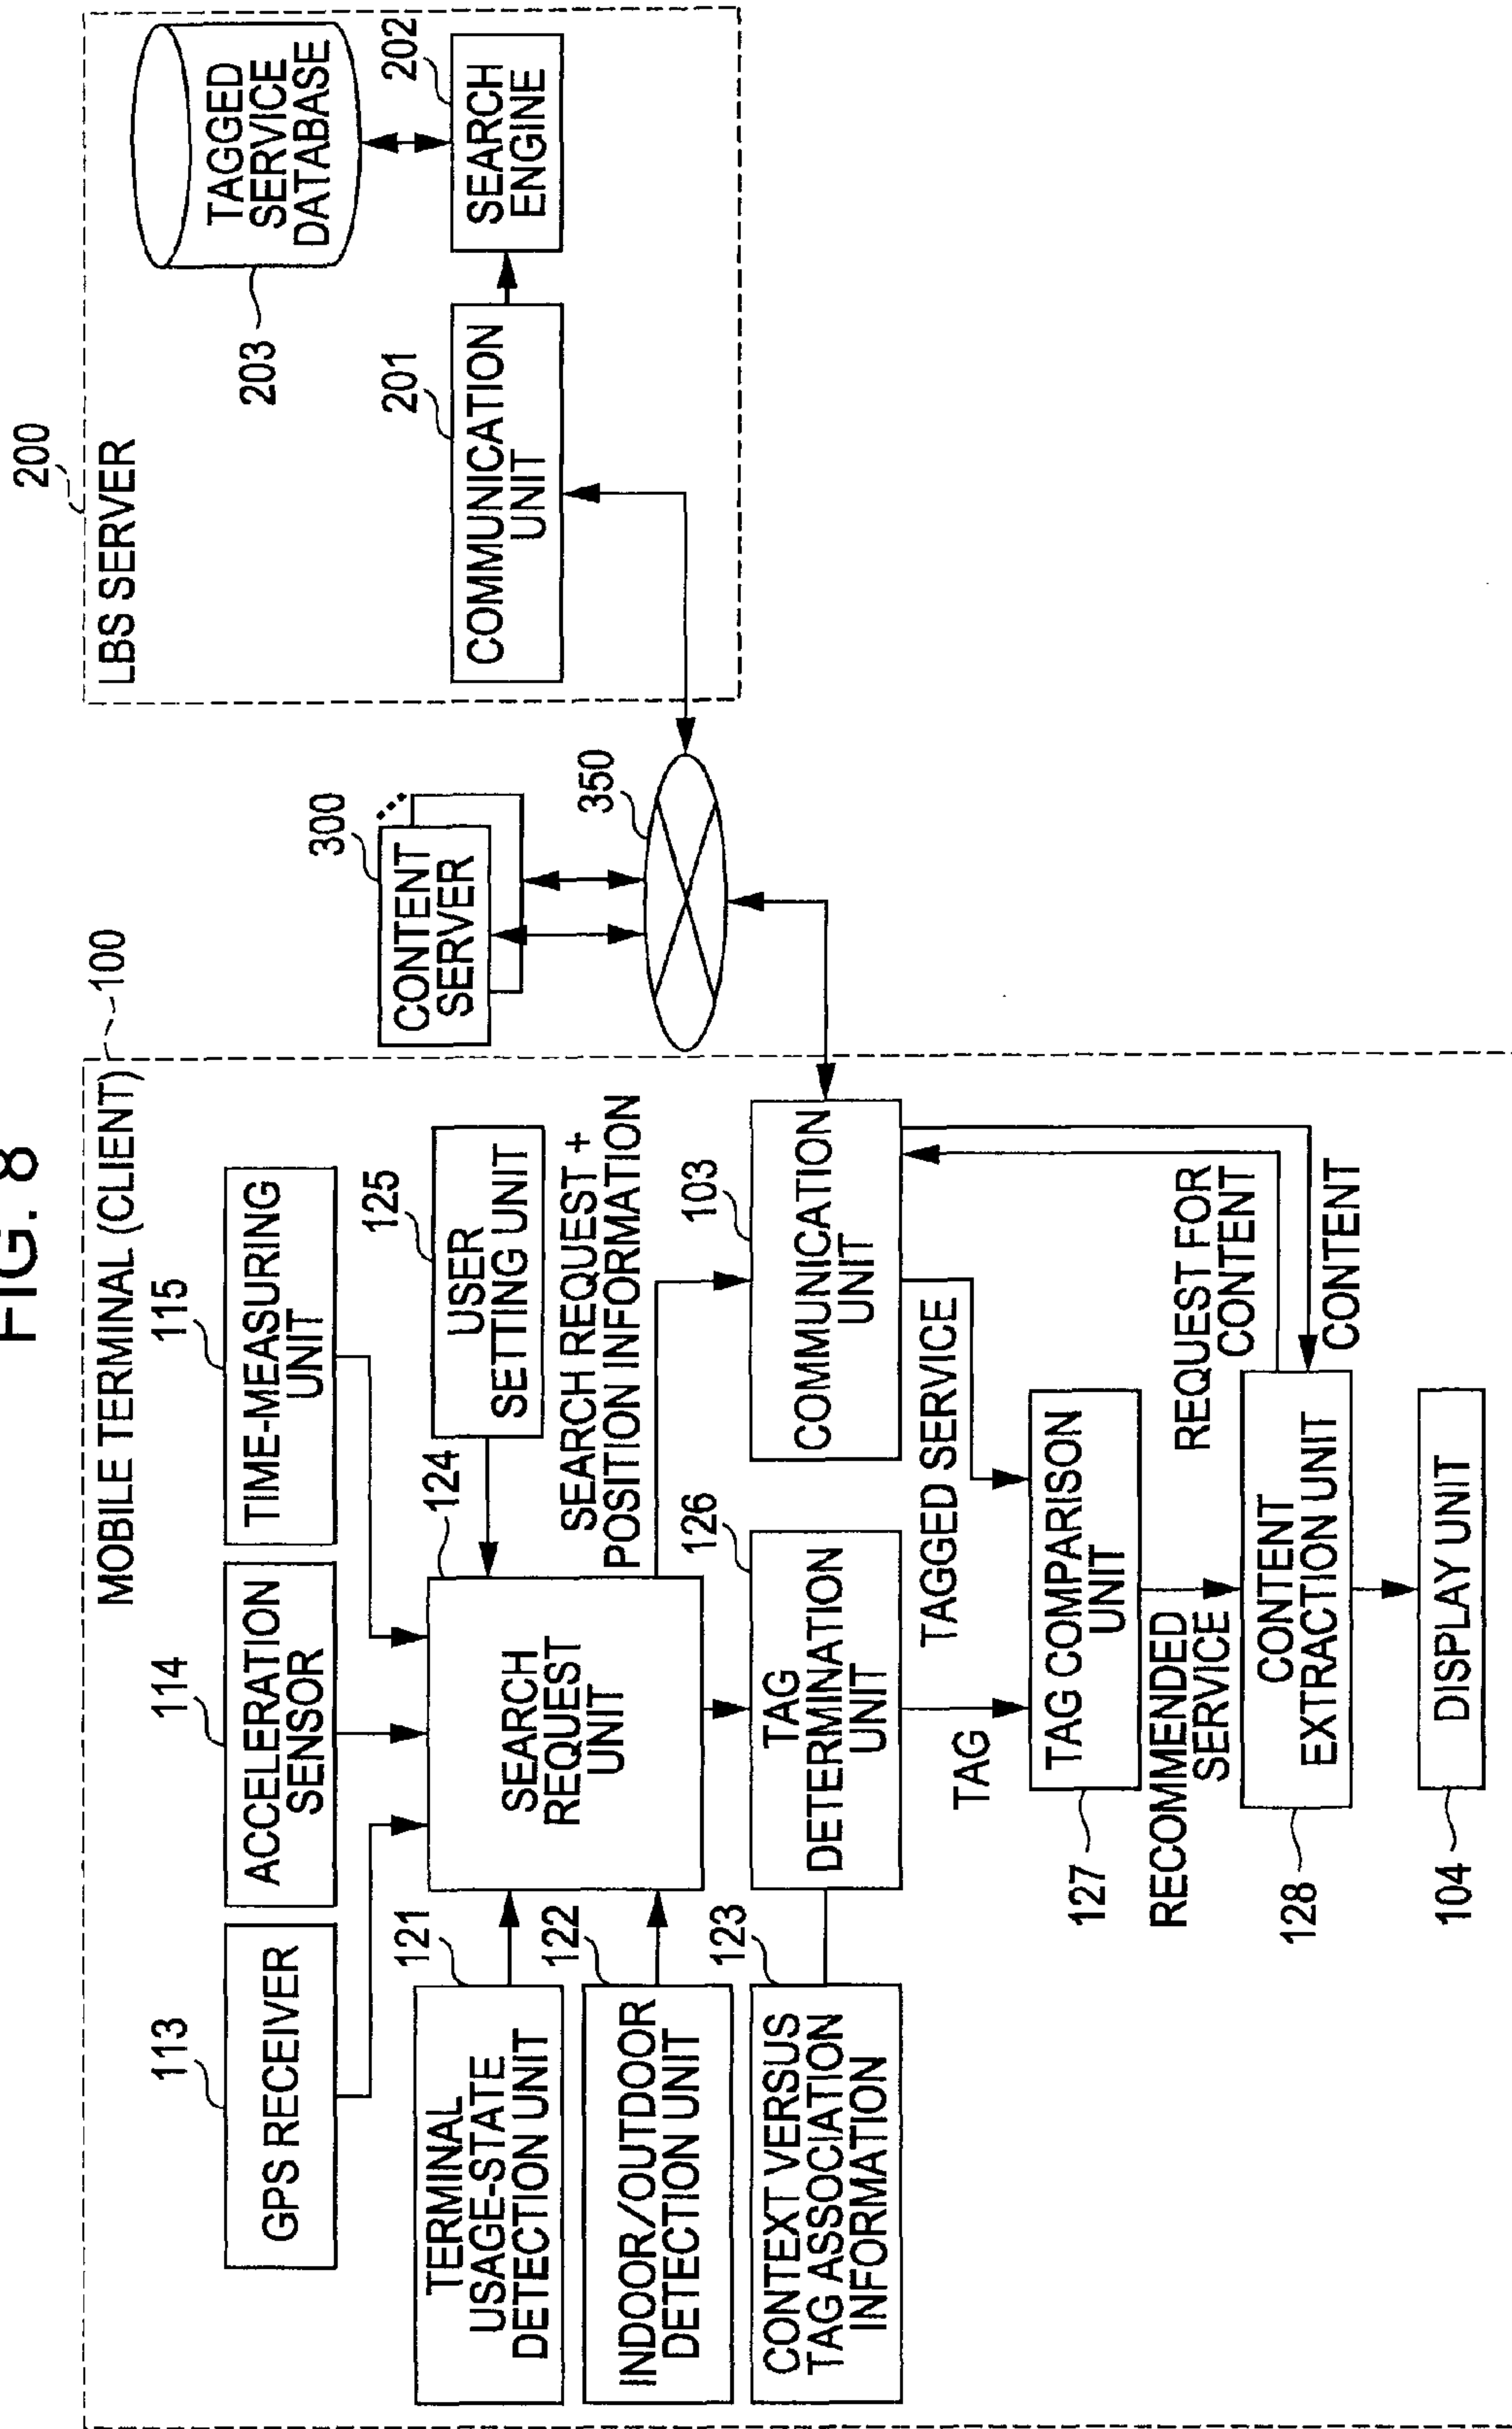 FIG. 8
MOBILE TERMINAL (CLIENT)
100
113
GPS RECEIVER
114
ACCELERATION
SENSOR
115
TIME-MEASURING
UNIT
121
TERMINAL
USAGE-STATE
DETECTION UNIT
122
INDOOR/OUTDOOR
DETECTION UNIT
123
CONTEXT VERSUS
TAG ASSOCIATION
INFORMATION
124
SEARCH
REQUEST
UNIT
125
USER
SETTING UNIT
SEARCH REQUEST +
POSITION INFORMATION
126
TAG
DETERMINATION
UNIT
103
COMMUNICATION
UNIT
TAG
TAGGED SERVICE
127
TAG COMPARISON
UNIT
RECOMMENDED
SERVICE
REQUEST FOR
CONTENT
CONTENT
128
CONTENT
EXTRACTION UNIT
104
DISPLAY UNIT
300
CONTENT
SERVER
350
200
LBS SERVER
201
COMMUNICATION
UNIT
202
SEARCH
ENGINE
203
TAGGED
SERVICE
DATABASE